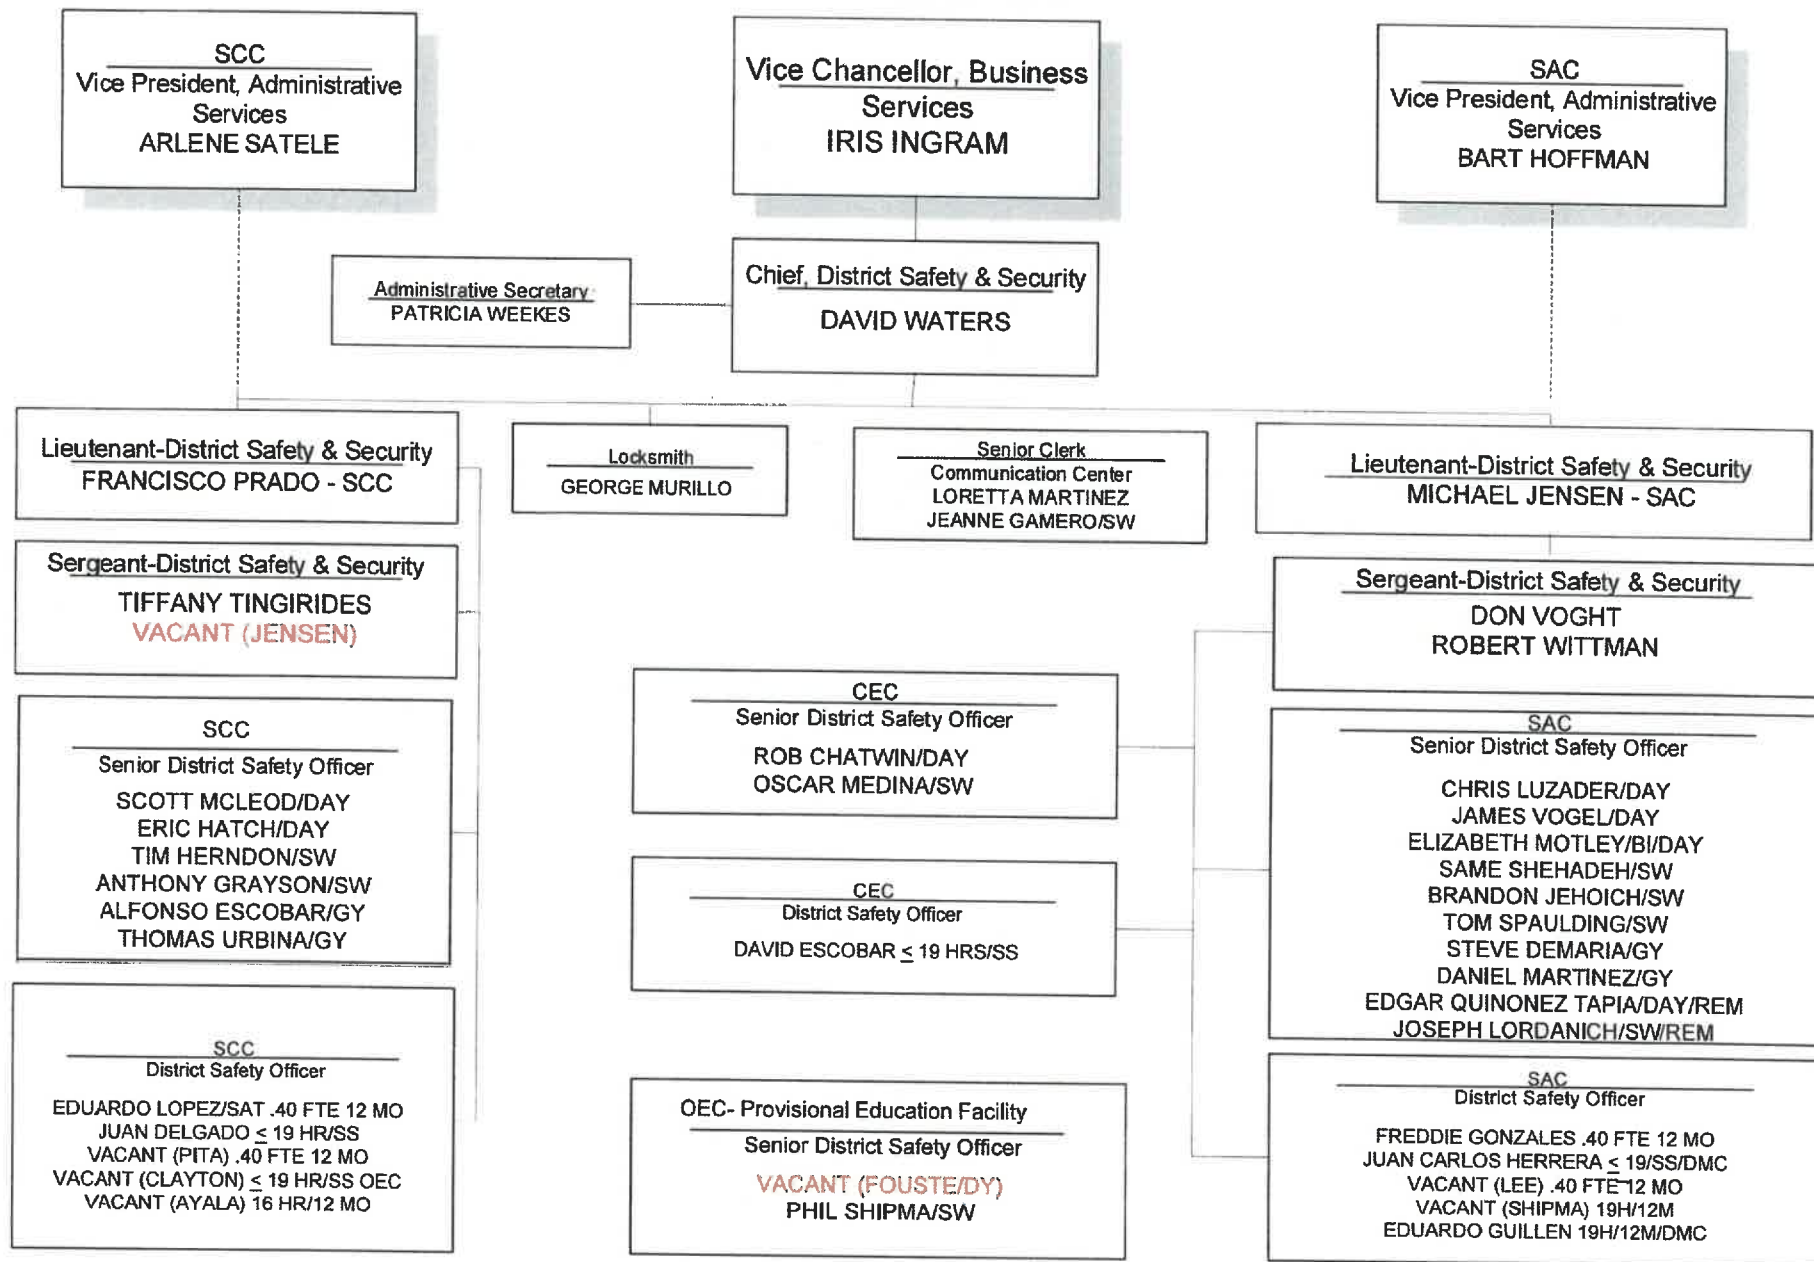 SCC
Vice President, Administrative
Services
ARLENE SATELE
Vice Chancellor, Business
Services
IRIS INGRAM
SAC
Vice President, Administrative
Services
BART HOFFMAN
Administrative Secretary
PATRICIA WEEKES
Chief, District Safety & Security
DAVID WATERS
Lieutenant-District Safety & Security
FRANCISCO PRADO - SCC
Locksmith
GEORGE MURILLO
Senior Clerk
Communication Center
LORETTA MARTINEZ
JEANNE GAMERO/SW
Lieutenant-District Safety & Security
MICHAEL JENSEN - SAC
Sergeant-District Safety & Security
TIFFANY TINGIRIDES
VACANT (JENSEN)
Sergeant-District Safety & Security
DON VOGHT
ROBERT WITTMAN
SCC
Senior District Safety Officer
SCOTT MCLEOD/DAY
ERIC HATCH/DAY
TIM HERNDON/SW
ANTHONY GRAYSON/SW
ALFONSO ESCOBAR/GY
THOMAS URBINA/GY
CEC
Senior District Safety Officer
ROB CHATWIN/DAY
OSCAR MEDINA/SW
SAC
Senior District Safety Officer
CHRIS LUZADER/DAY
JAMES VOGEL/DAY
ELIZABETH MOTLEY/BI/DAY
SAME SHEHADEH/SW
BRANDON JEHOICH/SW
TOM SPAULDING/SW
STEVE DEMARIA/GY
DANIEL MARTINEZ/GY
EDGAR QUINONEZ TAPIA/DAY/REM
JOSEPH LORDANICH/SW/REM
CEC
District Safety Officer
DAVID ESCOBAR ≤ 19 HRS/SS
SCC
District Safety Officer
EDUARDO LOPEZ/SAT .40 FTE 12 MO
JUAN DELGADO ≤ 19 HR/SS
VACANT (PITA) .40 FTE 12 MO
VACANT (CLAYTON) ≤ 19 HR/SS OEC
VACANT (AYALA) 16 HR/12 MO
OEC- Provisional Education Facility
Senior District Safety Officer
VACANT (FOUSTE/DY)
PHIL SHIPMA/SW
SAC
District Safety Officer
FREDDIE GONZALES .40 FTE 12 MO
JUAN CARLOS HERRERA ≤ 19/SS/DMC
VACANT (LEE) .40 FTE 12 MO
VACANT (SHIPMA) 19H/12M
EDUARDO GUILLEN 19H/12M/DMC